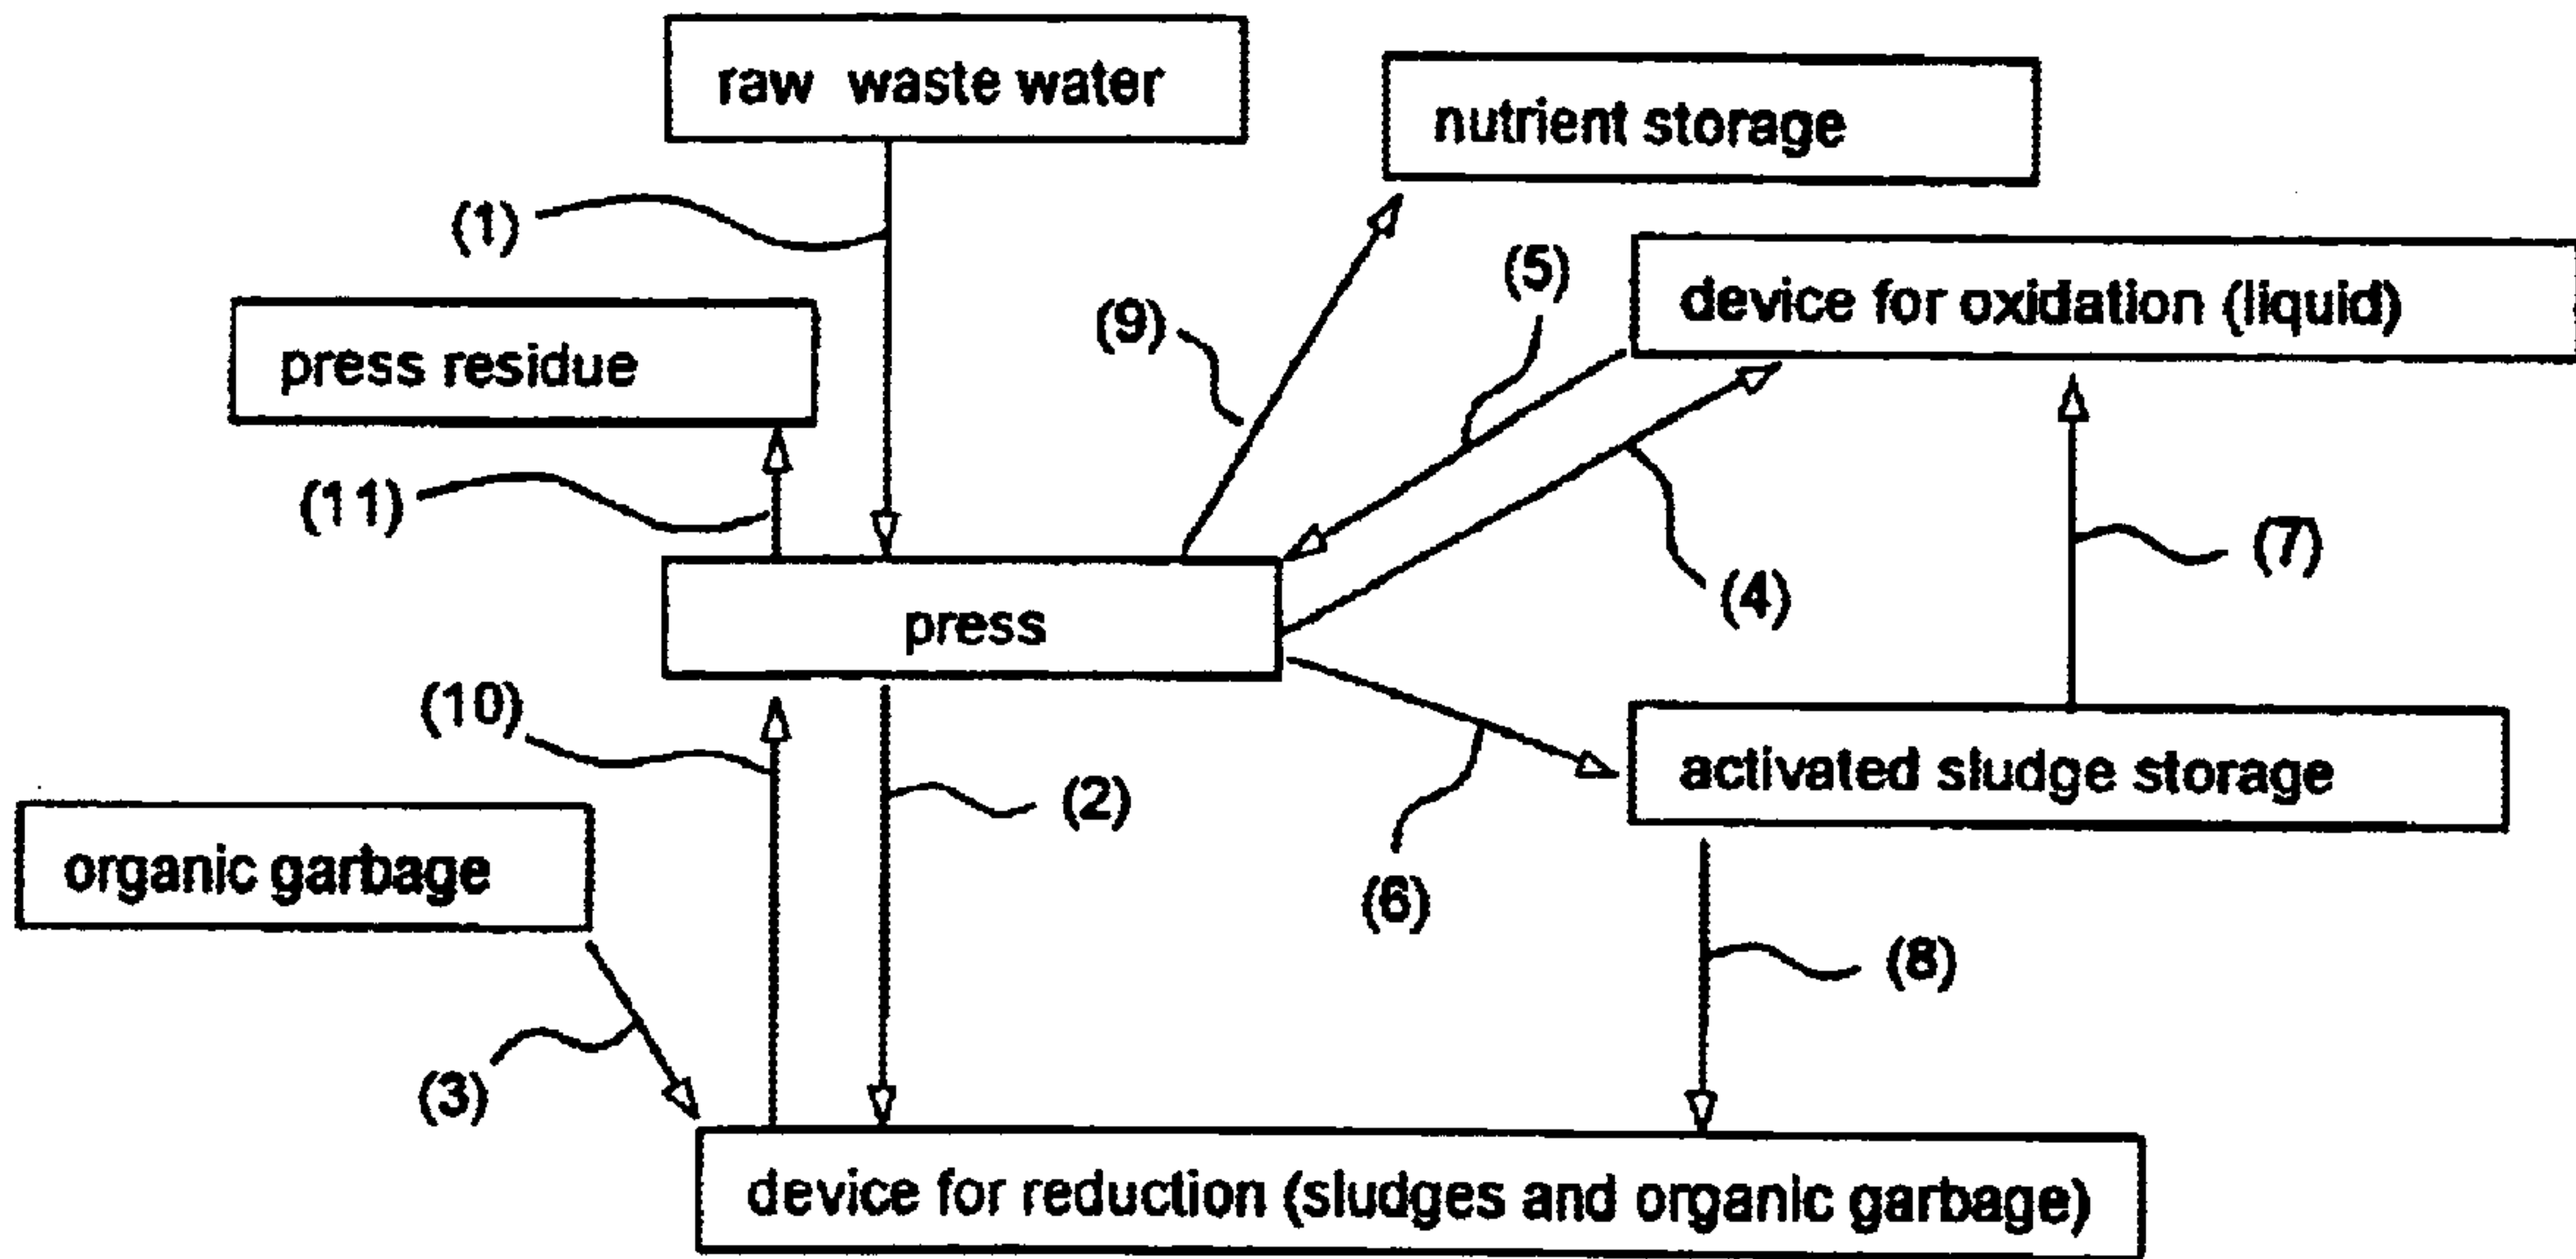 raw waste water
nutrient storage
(1)
(5)
device for oxidation (liquid)
(9)
press residue
(11)
(7)
(4)
press
(10)
activated sludge storage
(2)
organic garbage
(6)
(8)
(3)
device for reduction (sludges and organic garbage)